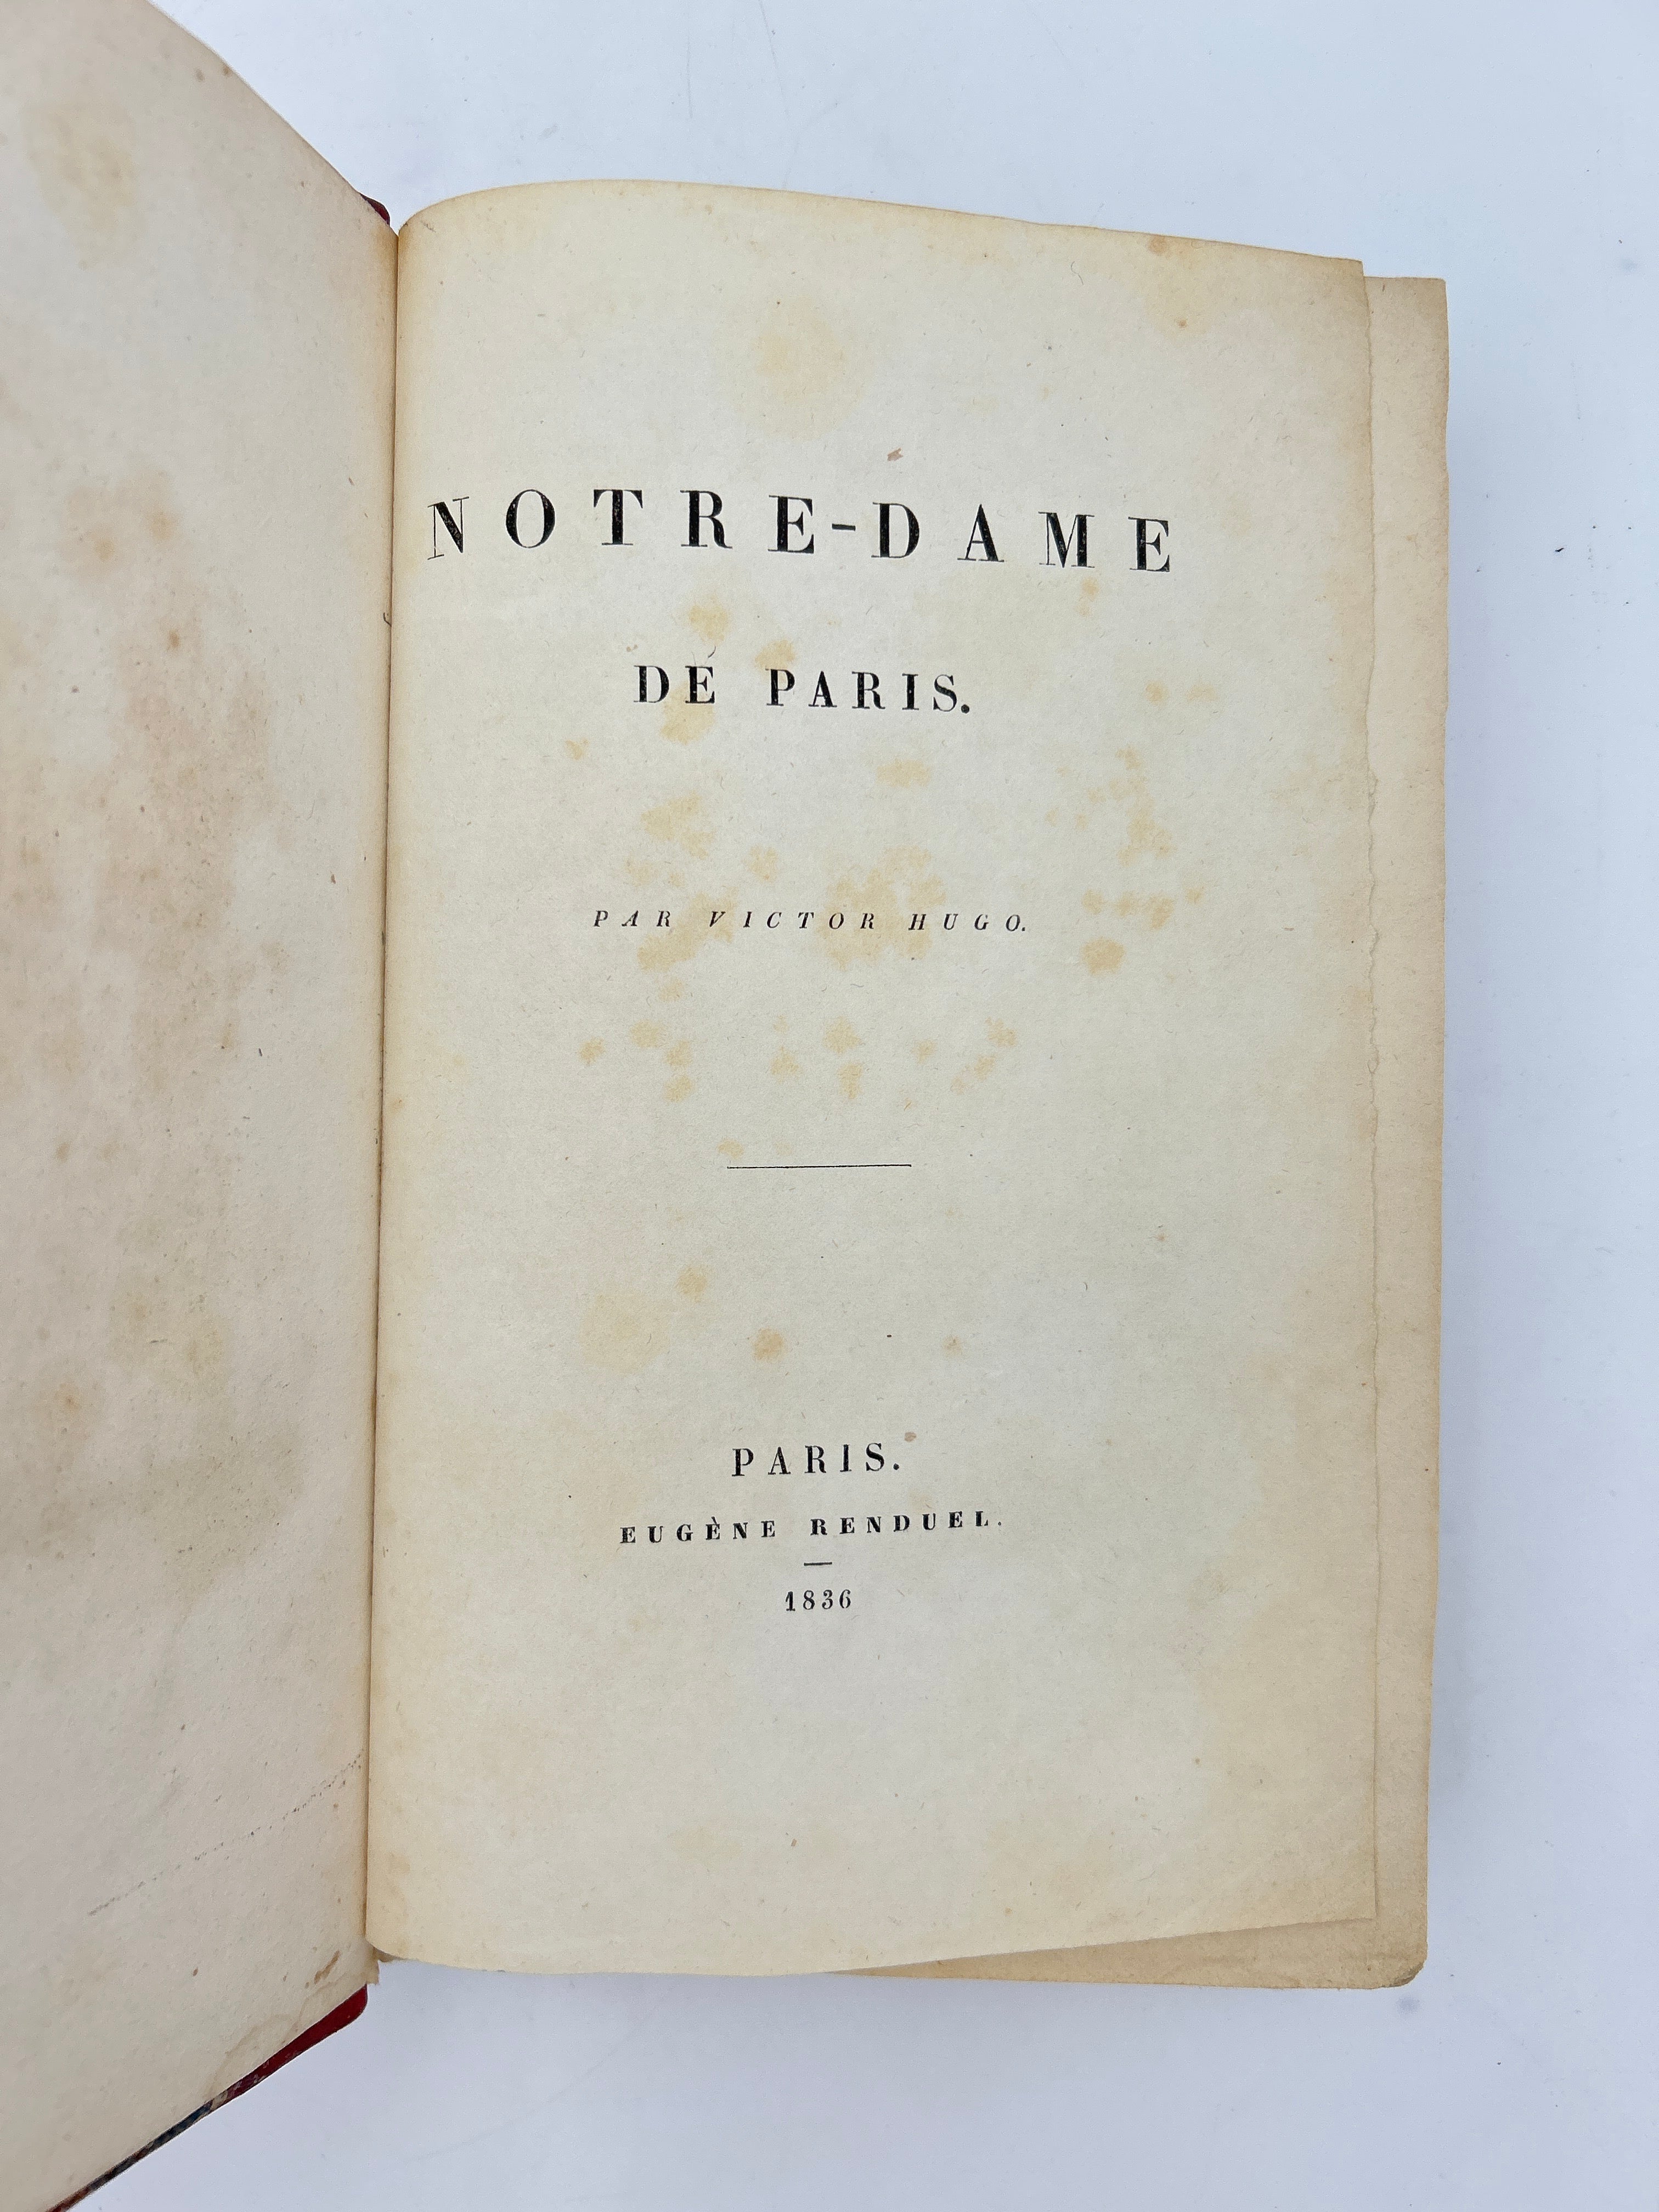 NOTRE-DAME
DE PARIS.
PAR VICTOR HUGO.
PARIS.
EUGÈNE RENDUEL.
1836